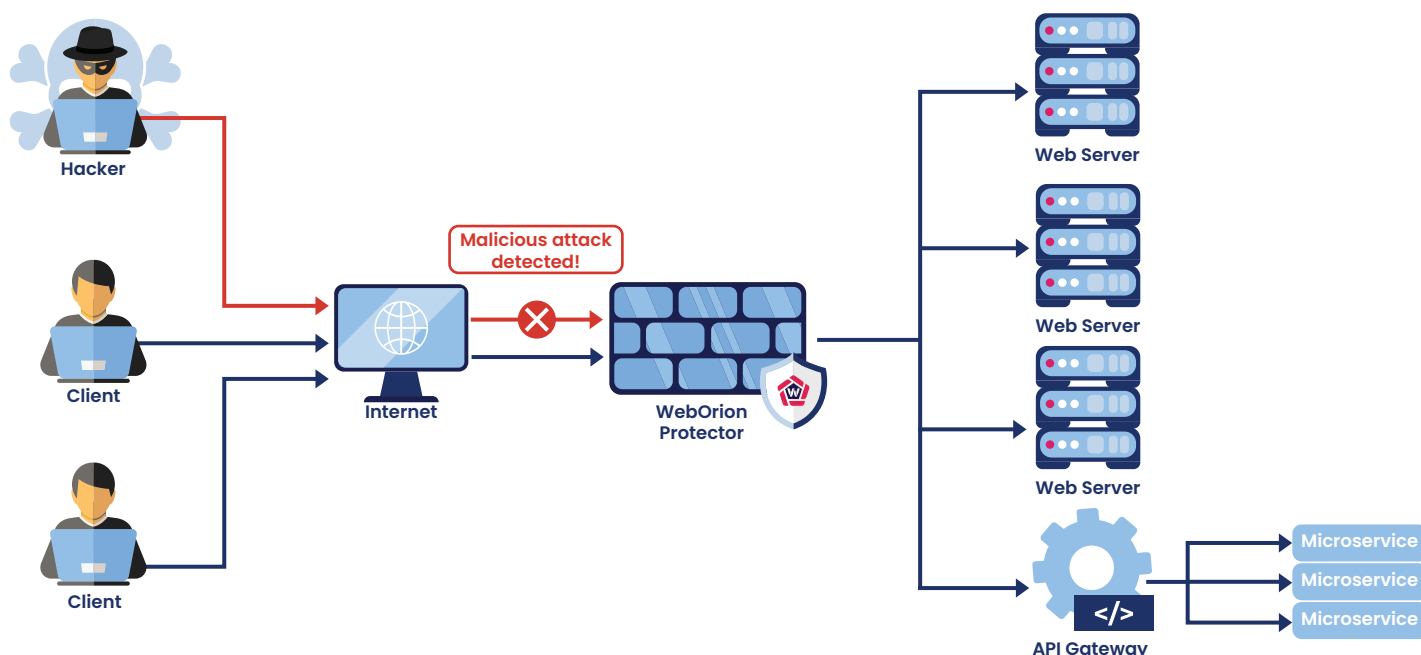 Hacker
Client
Client
Internet
Malicious attack
detected!
W
WebOrion
Protector
Web Server
Web Server
Web Server
</>
API Gateway
Microservice
Microservice
Microservice